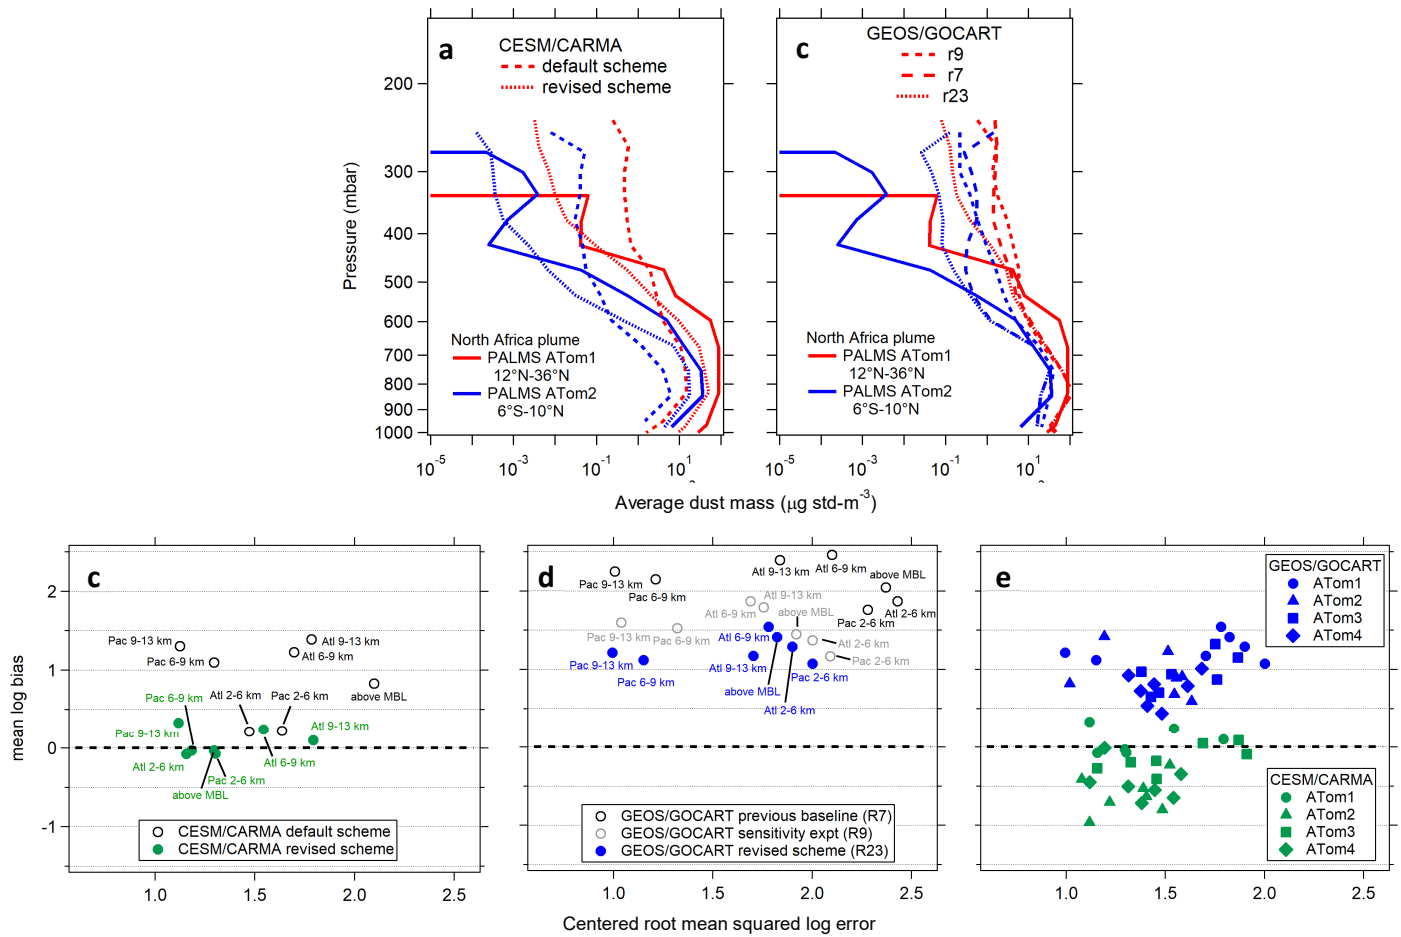 a
CESM/CARMA
default scheme
revised scheme
c
GEOS/GOCART
r9
r7
r23
Pressure (mbar)
200
300
400
500
600
700
800
900
1000
North Africa plume
PALMS ATom1
12°N-36°N
PALMS ATom2
6°S-10°N
North Africa plume
PALMS ATom1
12°N-36°N
PALMS ATom2
6°S-10°N
10-5 10-3 10-1 101
10-5 10-3 10-1 101
Average dust mass (μg std-m-3)
c
mean log bias
2
1
0
-1
Pac 9-13 km
Pac 6-9 km
Atl 9-13 km
Atl 6-9 km
above MBL
Pac 6-9 km
Atl 2-6 km
Pac 2-6 km
Pac 9-13 km
Atl 9-13 km
Atl 2-6 km
Atl 6-9 km
Pac 2-6 km
above MBL
CESM/CARMA default scheme
CESM/CARMA revised scheme
1.0 1.5 2.0 2.5
d
Pac 9-13 km
Pac 6-9 km
Atl 9-13 km
Atl 6-9 km
above MBL
Atl 2-6 km
Pac 2-6 km
Atl 9-13 km
Atl 6-9 km
above MBL
Pac 9-13 km
Pac 6-9 km
Atl 2-6 km
Pac 2-6 km
Atl 6-9 km
Pac 9-13 km
Atl 9-13 km
Pac 6-9 km
Pac 2-6 km
above MBL
Atl 2-6 km
GEOS/GOCART previous baseline (R7)
GEOS/GOCART sensitivity expt (R9)
GEOS/GOCART revised scheme (R23)
1.0 1.5 2.0 2.5
e
GEOS/GOCART
ATom1
ATom2
ATom3
ATom4
CESM/CARMA
ATom1
ATom2
ATom3
ATom4
1.0 1.5 2.0 2.5
Centered root mean squared log error